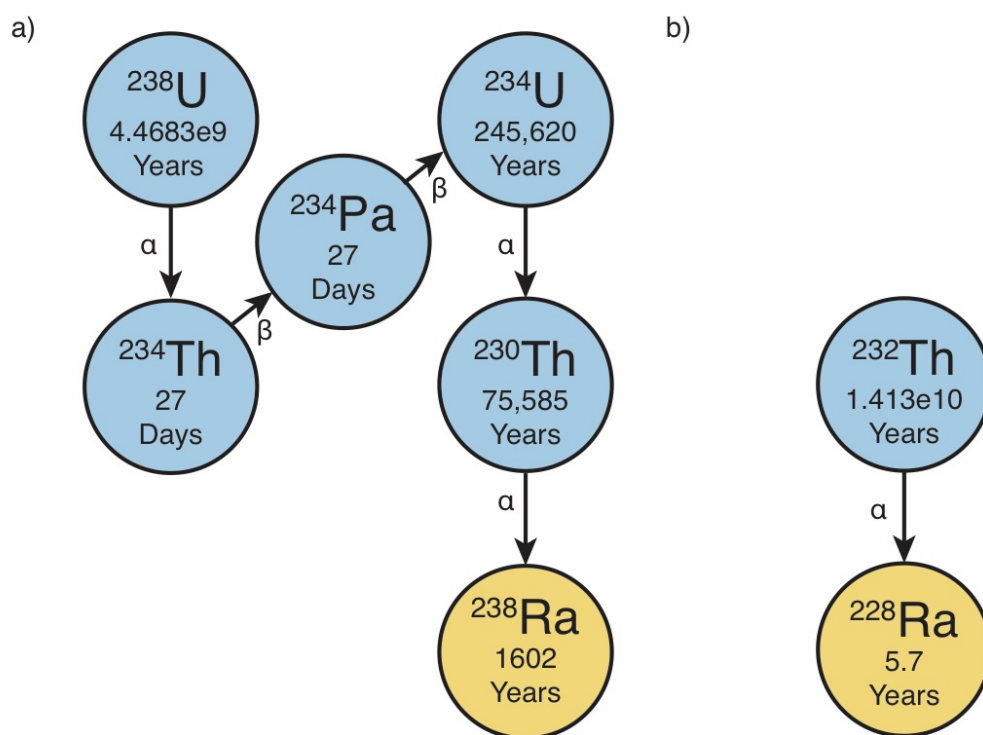 a)
²³⁸U
4.4683e9
Years
α
²³⁴Th
27
Days
β
²³⁴Pa
27
Days
β
²³⁴U
245,620
Years
α
²³⁰Th
75,585
Years
α
²³⁸Ra
1602
Years
b)
²³²Th
1.413e10
Years
α
²²⁸Ra
5.7
Years